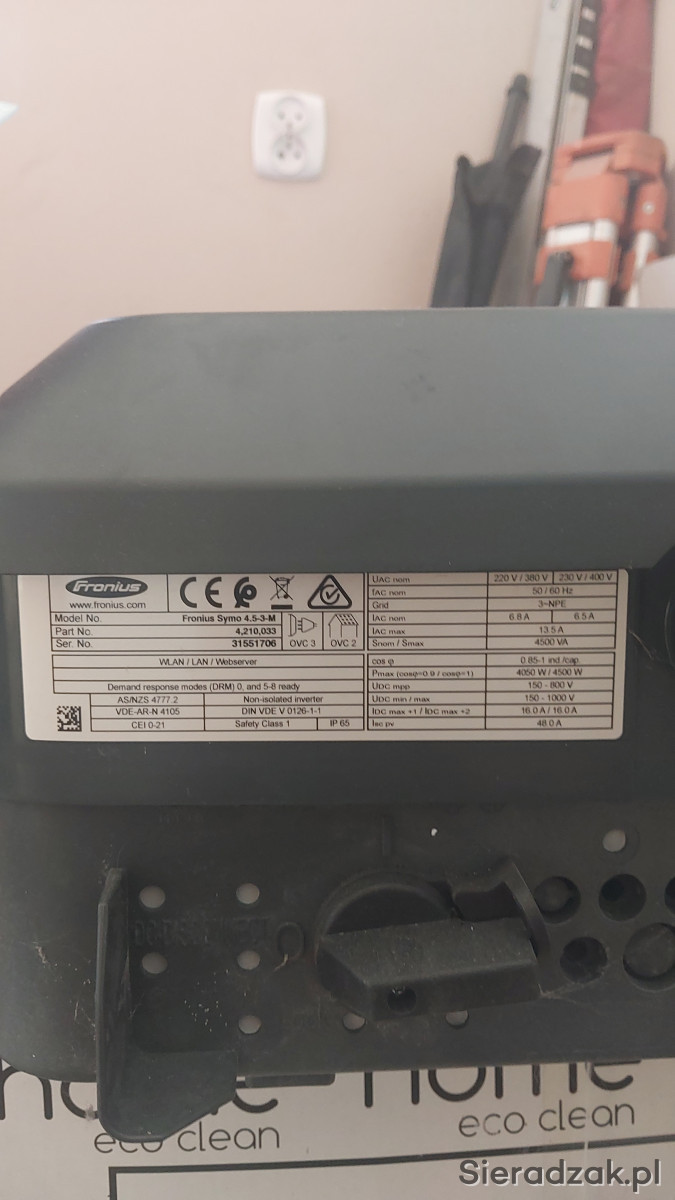 Fronius
www.fronius.com
CE
Model No. Fronius Symo 4.5-3-M
Part No. 4,210,033
Ser. No. 31551706
OVC 3 OVC 2
WLAN / LAN / Webserver
Demand response modes (DRM) 0, and 5-8 ready
AS/NZS 4777.2 Non-isolated inverter
VDE-AR-N 4105 DIN VDE V 0126-1-1
CEI 0-21 Safety Class 1 IP 65
UAC nom 220 V / 380 V 230 V / 400 V
fAC nom 50 / 60 Hz
Grid 3~NPE
IAC nom 6.8 A 6.5 A
IAC max 13.5 A
Snom / Smax 4500 VA
cos φ 0.85-1 ind./cap.
Pmax (cosφ=0.9 / cosφ=1) 4050 W / 4500 W
UDC mpp 150 - 800 V
UDC min / max 150 - 1000 V
IDC max #1 / IDC max #2 16.0 A / 16.0 A
Isc pv 48.0 A
home
eco clean
home
eco clean
Sieradzak.pl